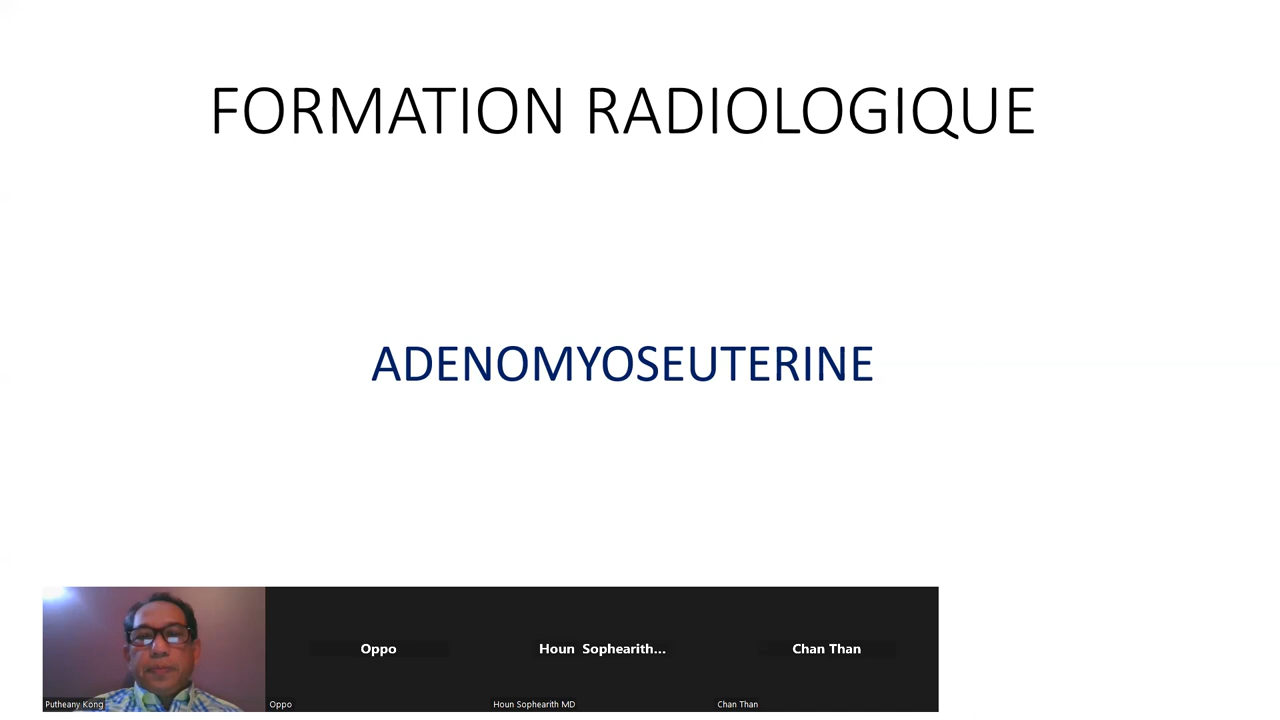 FORMATION RADIOLOGIQUE
ADENOMYOSEUTERINE
Oppo
Houn Sophearith...
Chan Than
Putheany Kong
Oppo
Houn Sophearith MD
Chan Than